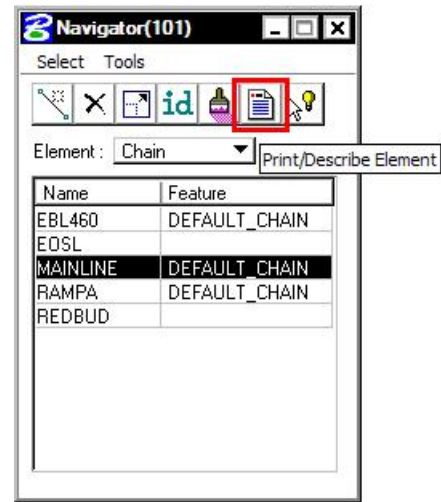 Navigator(101)
Select Tools
id
Element : Chain
Print/Describe Element
Name Feature
EBL460 DEFAULT_CHAIN
EOSL
MAINLINE DEFAULT_CHAIN
RAMPA DEFAULT_CHAIN
REDBUD